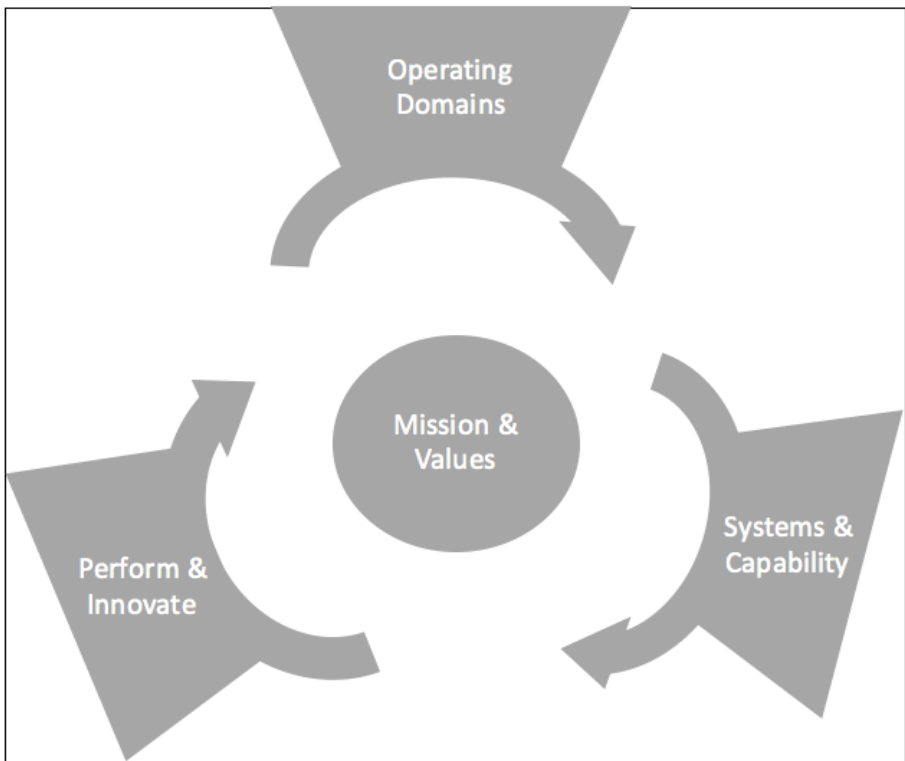 Operating
Domains
Mission &
Values
Systems &
Capability
Perform &
Innovate